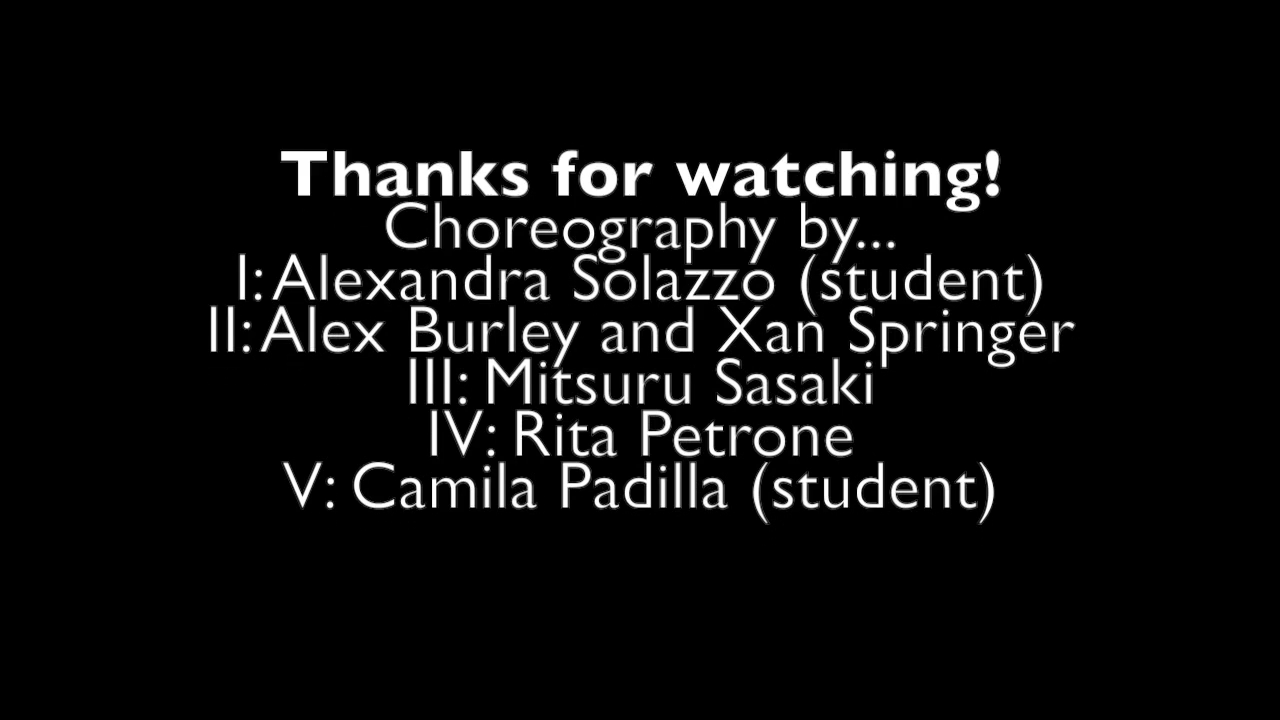 Thanks for watching!
Choreography by...
I: Alexandra Solazzo (student)
II: Alex Burley and Xan Springer
III: Mitsuru Sasaki
IV: Rita Petrone
V: Camila Padilla (student)